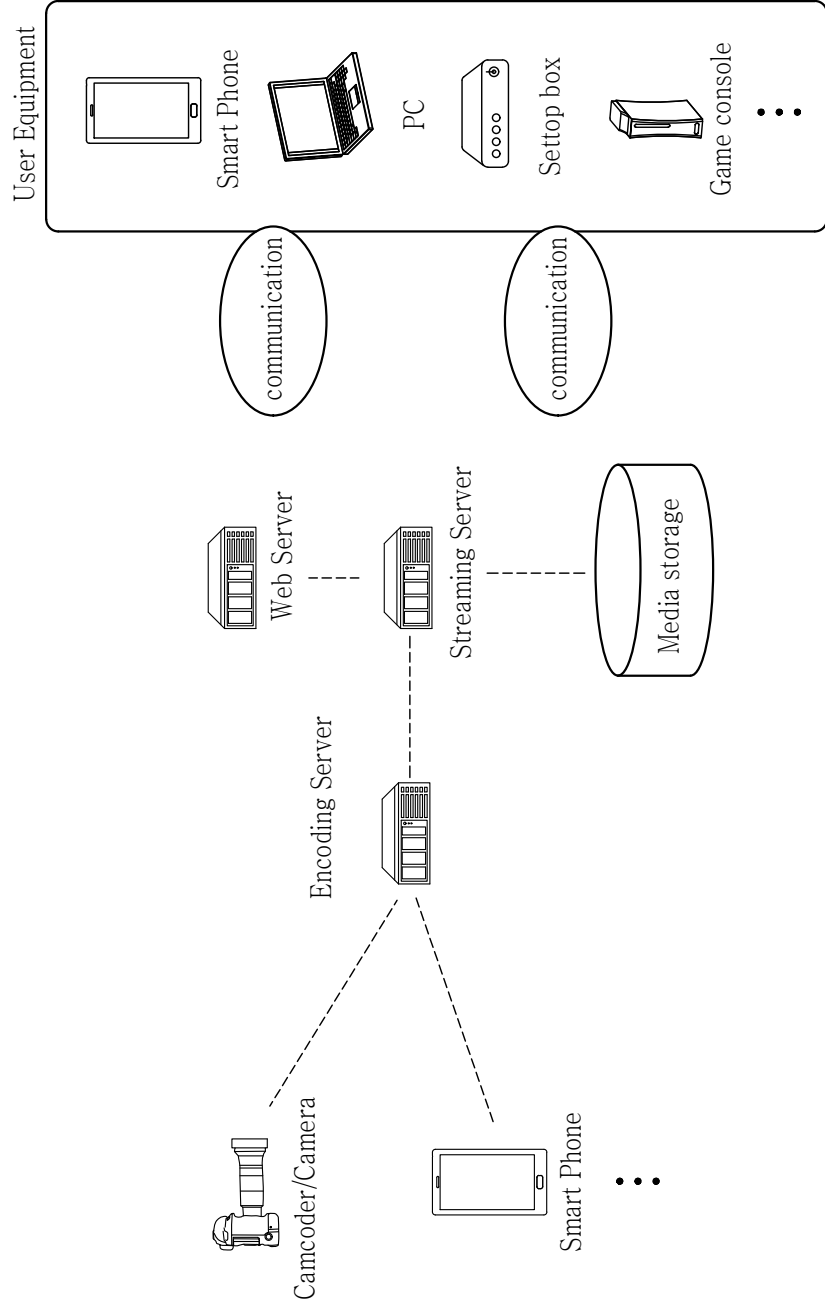 User Equipment
Smart Phone
PC
Settop box
Game console
communication
communication
Web Server
Streaming Server
Media storage
Encoding Server
Camcoder/Camera
Smart Phone